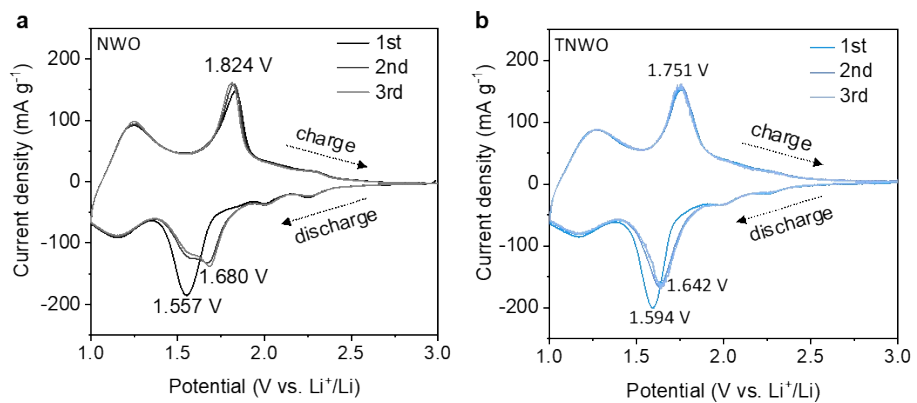 a
NWO
1st
2nd
3rd
1.824 V
charge
discharge
1.680 V
1.557 V
200
100
0
-100
-200
1.0
1.5
2.0
2.5
3.0
Current density (mA g⁻¹)
Potential (V vs. Li⁺/Li)
b
TNWO
1st
2nd
3rd
1.751 V
charge
discharge
1.642 V
1.594 V
200
100
0
-100
-200
1.0
1.5
2.0
2.5
3.0
Current density (mA g⁻¹)
Potential (V vs. Li⁺/Li)